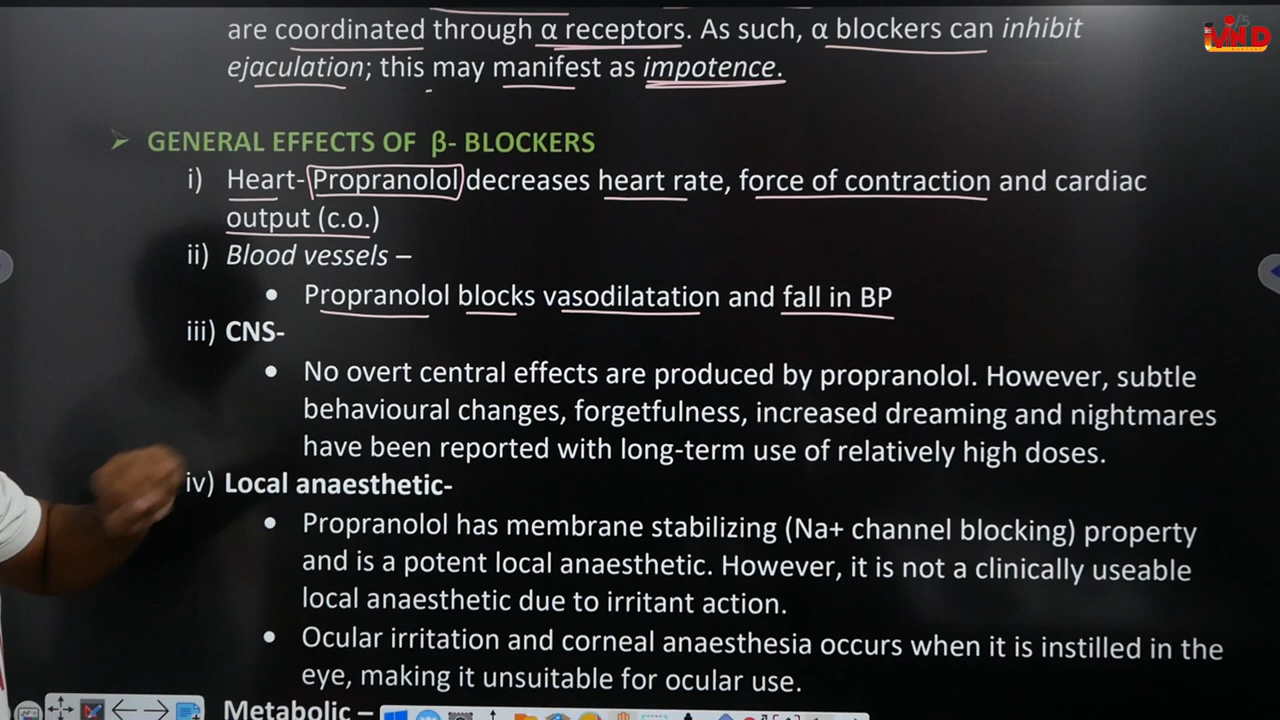 are coordinated through α receptors. As such, α blockers can inhibit
ejaculation; this may manifest as impotence.
➢ GENERAL EFFECTS OF β- BLOCKERS
i) Heart- Propranolol decreases heart rate, force of contraction and cardiac
output (c.o.)
ii) Blood vessels –
• Propranolol blocks vasodilatation and fall in BP
iii) CNS-
• No overt central effects are produced by propranolol. However, subtle
behavioural changes, forgetfulness, increased dreaming and nightmares
have been reported with long-term use of relatively high doses.
iv) Local anaesthetic-
• Propranolol has membrane stabilizing (Na+ channel blocking) property
and is a potent local anaesthetic. However, it is not a clinically useable
local anaesthetic due to irritant action.
• Ocular irritation and corneal anaesthesia occurs when it is instilled in the
eye, making it unsuitable for ocular use.
Metabolic –